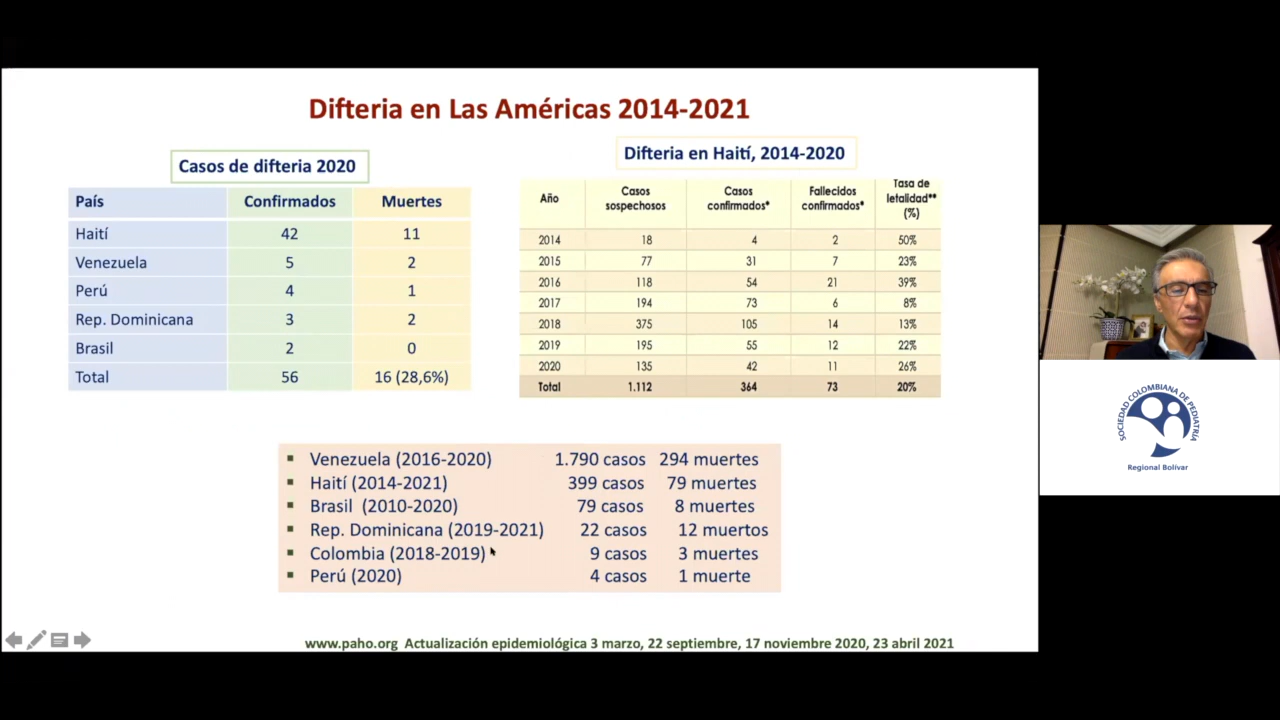 Difteria en Las Américas 2014-2021
Casos de difteria 2020
País Confirmados Muertes
Haití 42 11
Venezuela 5 2
Perú 4 1
Rep. Dominicana 3 2
Brasil 2 0
Total 56 16 (28,6%)
Difteria en Haití, 2014-2020
Año Casos sospechosos Casos confirmados* Fallecidos confirmados* Tasa de letalidad** (%)
2014 18 4 2 50%
2015 77 31 7 23%
2016 118 54 21 39%
2017 194 73 6 8%
2018 375 105 14 13%
2019 195 55 12 22%
2020 135 42 11 26%
Total 1.112 364 73 20%
Venezuela (2016-2020) 1.790 casos 294 muertes
Haití (2014-2021) 399 casos 79 muertes
Brasil (2010-2020) 79 casos 8 muertes
Rep. Dominicana (2019-2021) 22 casos 12 muertos
Colombia (2018-2019) 9 casos 3 muertes
Perú (2020) 4 casos 1 muerte
www.paho.org Actualización epidemiológica 3 marzo, 22 septiembre, 17 noviembre 2020, 23 abril 2021
SOCIEDAD COLOMBIANA DE PEDIATRÍA
Regional Bolívar